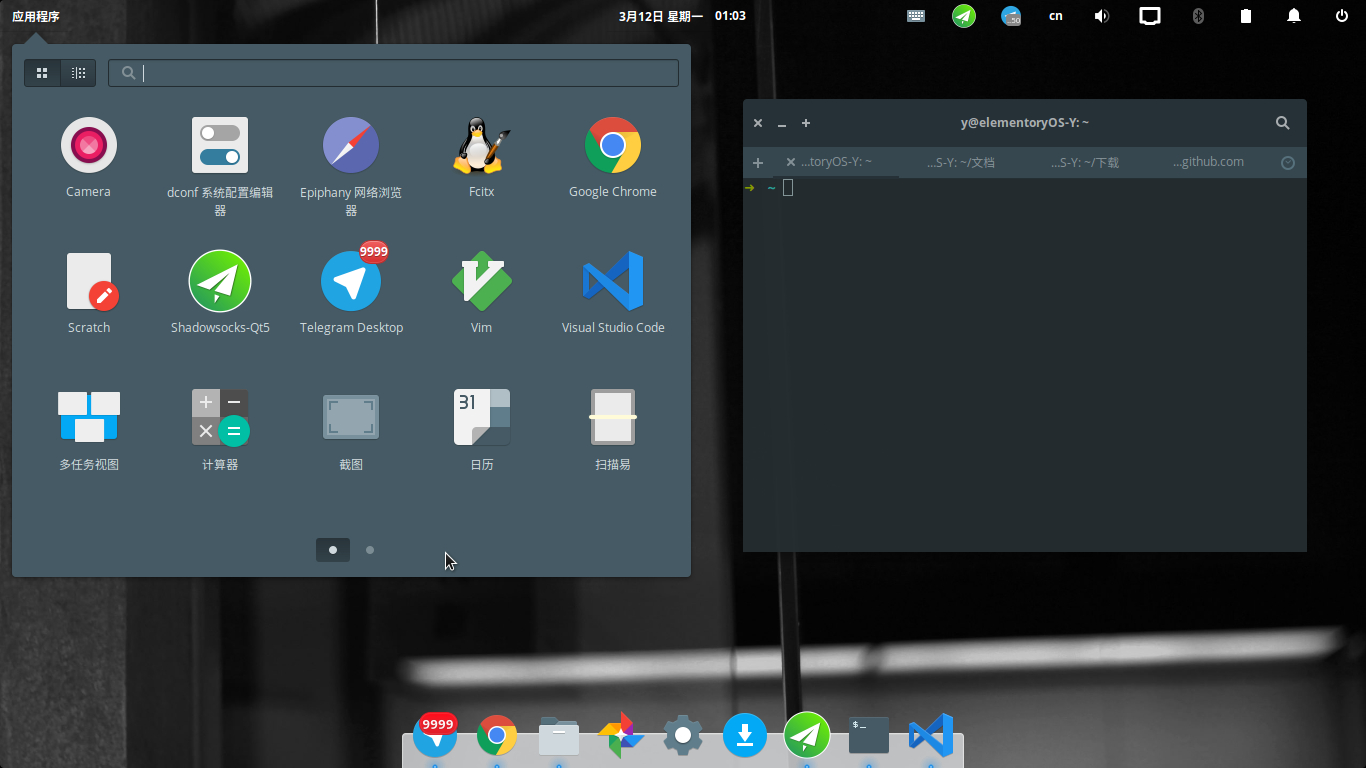 应用程序
3月12日 星期一 01:03
50
cn
Camera
dconf 系统配置编辑
器
Epiphany 网络浏览
器
Fcitx
Google Chrome
Scratch
Shadowsocks-Qt5
9999
Telegram Desktop
Vim
Visual Studio Code
多任务视图
计算器
截图
31
日历
扫描易
y@elementoryOS-Y: ~
...toryOS-Y: ~
...S-Y: ~/文档
...S-Y: ~/下载
...github.com
➜ ~
9999
$_